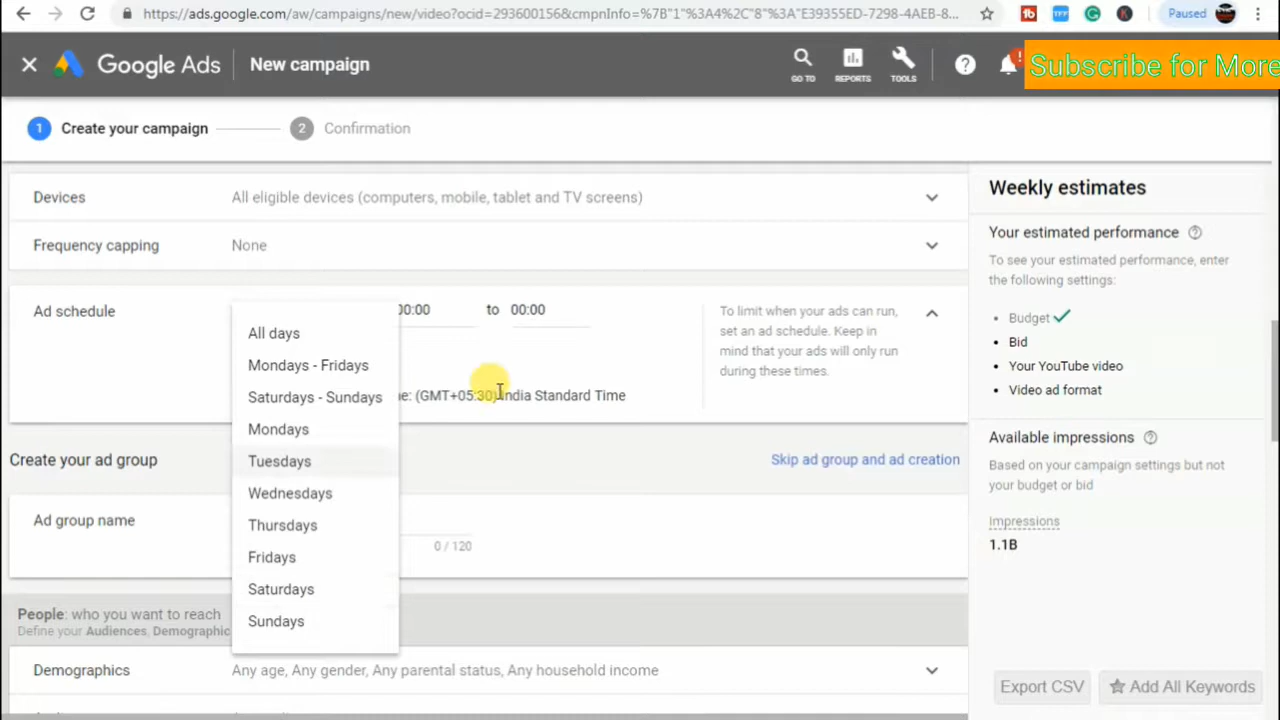 https://ads.google.com/aw/campaigns/new/video?ocid=293600156&cmpnInfo=%7B"1"%3A4%2C"8"%3A"E39355ED-7298-4AEB-8...
Paused
Google Ads
New campaign
GO TO
REPORTS
TOOLS
Subscribe for More
1 Create your campaign
2 Confirmation
Devices
All eligible devices (computers, mobile, tablet and TV screens)
Frequency capping
None
Ad schedule
00:00 to 00:00
To limit when your ads can run,
set an ad schedule. Keep in
mind that your ads will only run
during these times.
All days
Mondays - Fridays
Saturdays - Sundays
Mondays
Tuesdays
Wednesdays
Thursdays
Fridays
Saturdays
Sundays
e: (GMT+05:30) India Standard Time
Create your ad group
Skip ad group and ad creation
Ad group name
0 / 120
People: who you want to reach
Define your Audiences, Demographic
Demographics
Any age, Any gender, Any parental status, Any household income
Weekly estimates
Your estimated performance
To see your estimated performance, enter
the following settings:
• Budget
• Bid
• Your YouTube video
• Video ad format
Available impressions
Based on your campaign settings but not
your budget or bid
Impressions
1.1B
Export CSV
Add All Keywords